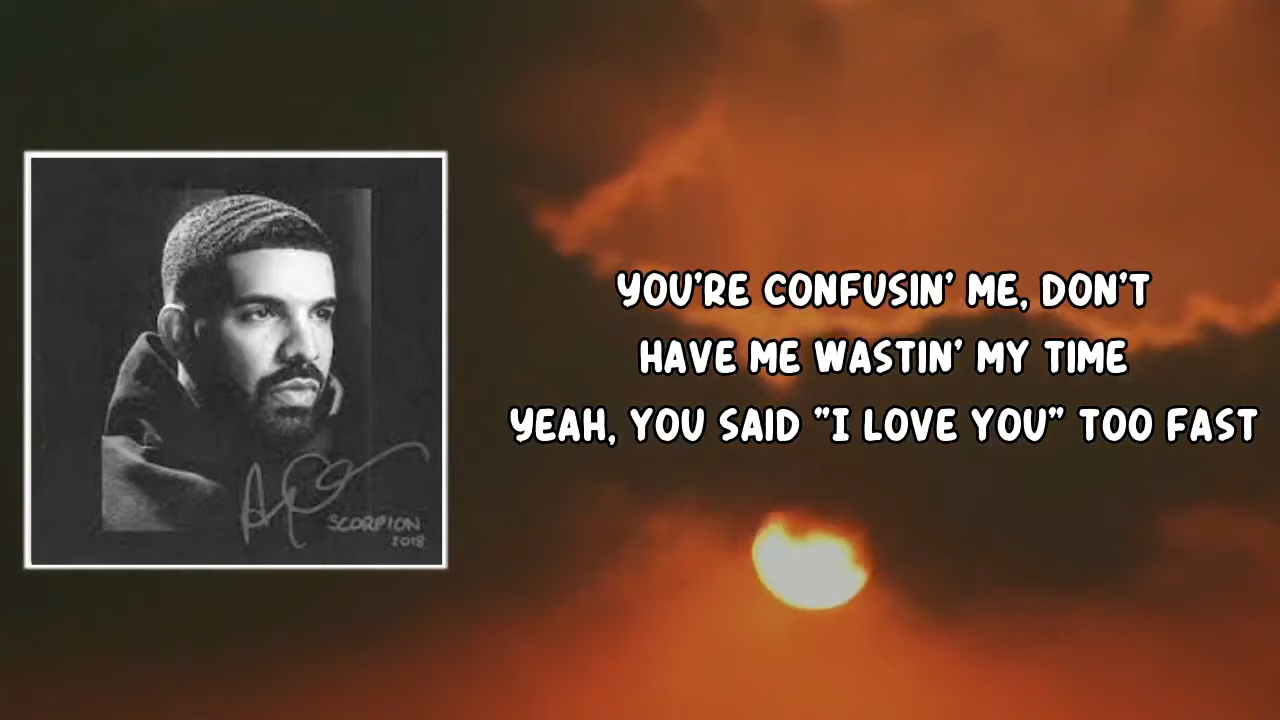 YOU'RE CONFUSIN' ME, DON'T
HAVE ME WASTIN' MY TIME
YEAH, YOU SAID "I LOVE YOU" TOO FAST
SCORPION
2018